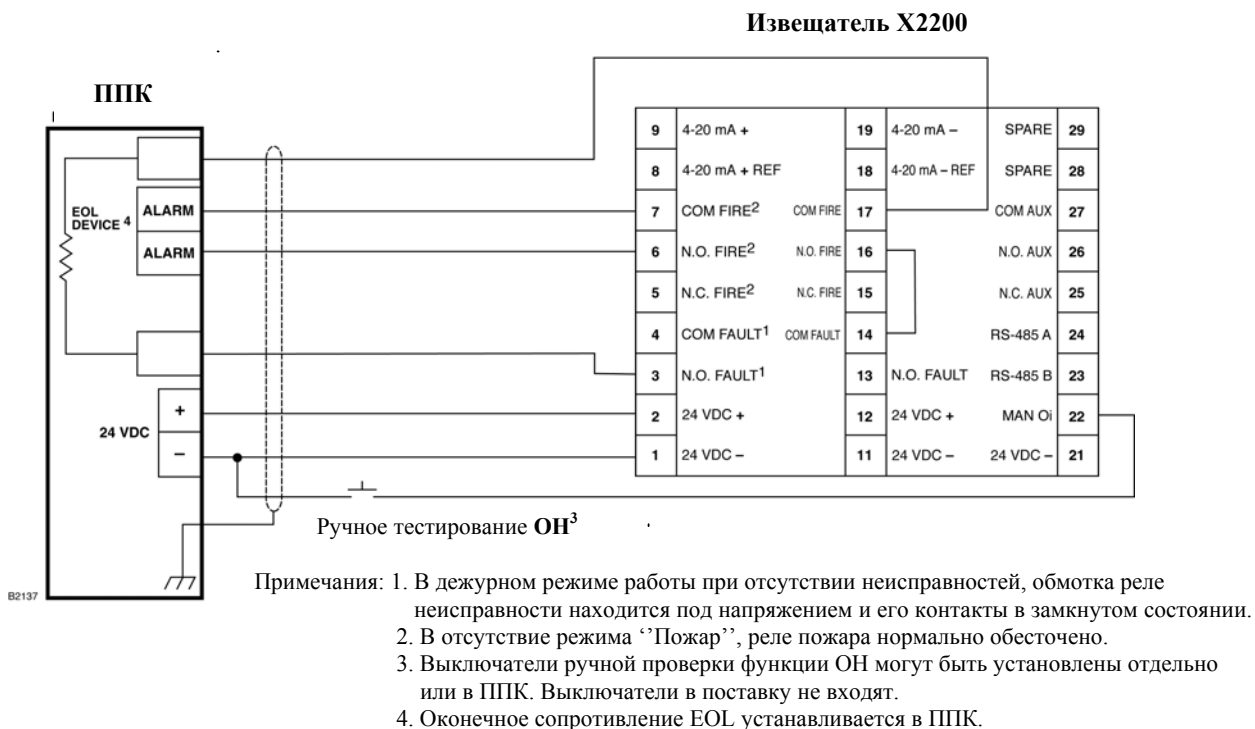 Извещатель X2200
ППК
EOL
DEVICE 4
ALARM
ALARM
+
24 VDC
–
B2137
9 4-20 mA + 19 4-20 mA – SPARE 29
8 4-20 mA + REF 18 4-20 mA – REF SPARE 28
7 COM FIRE2 COM FIRE 17 COM AUX 27
6 N.O. FIRE2 N.O. FIRE 16 N.O. AUX 26
5 N.C. FIRE2 N.C. FIRE 15 N.C. AUX 25
4 COM FAULT1 COM FAULT 14 RS-485 A 24
3 N.O. FAULT1 13 N.O. FAULT RS-485 B 23
2 24 VDC + 12 24 VDC + MAN Oi 22
1 24 VDC – 11 24 VDC – 24 VDC – 21
Ручное тестирование ОН3
Примечания: 1. В дежурном режиме работы при отсутствии неисправностей, обмотка реле
неисправности находится под напряжением и его контакты в замкнутом состоянии.
2. В отсутствие режима ‘’Пожар’’, реле пожара нормально обесточено.
3. Выключатели ручной проверки функции ОН могут быть установлены отдельно
или в ППК. Выключатели в поставку не входят.
4. Оконечное сопротивление EOL устанавливается в ППК.